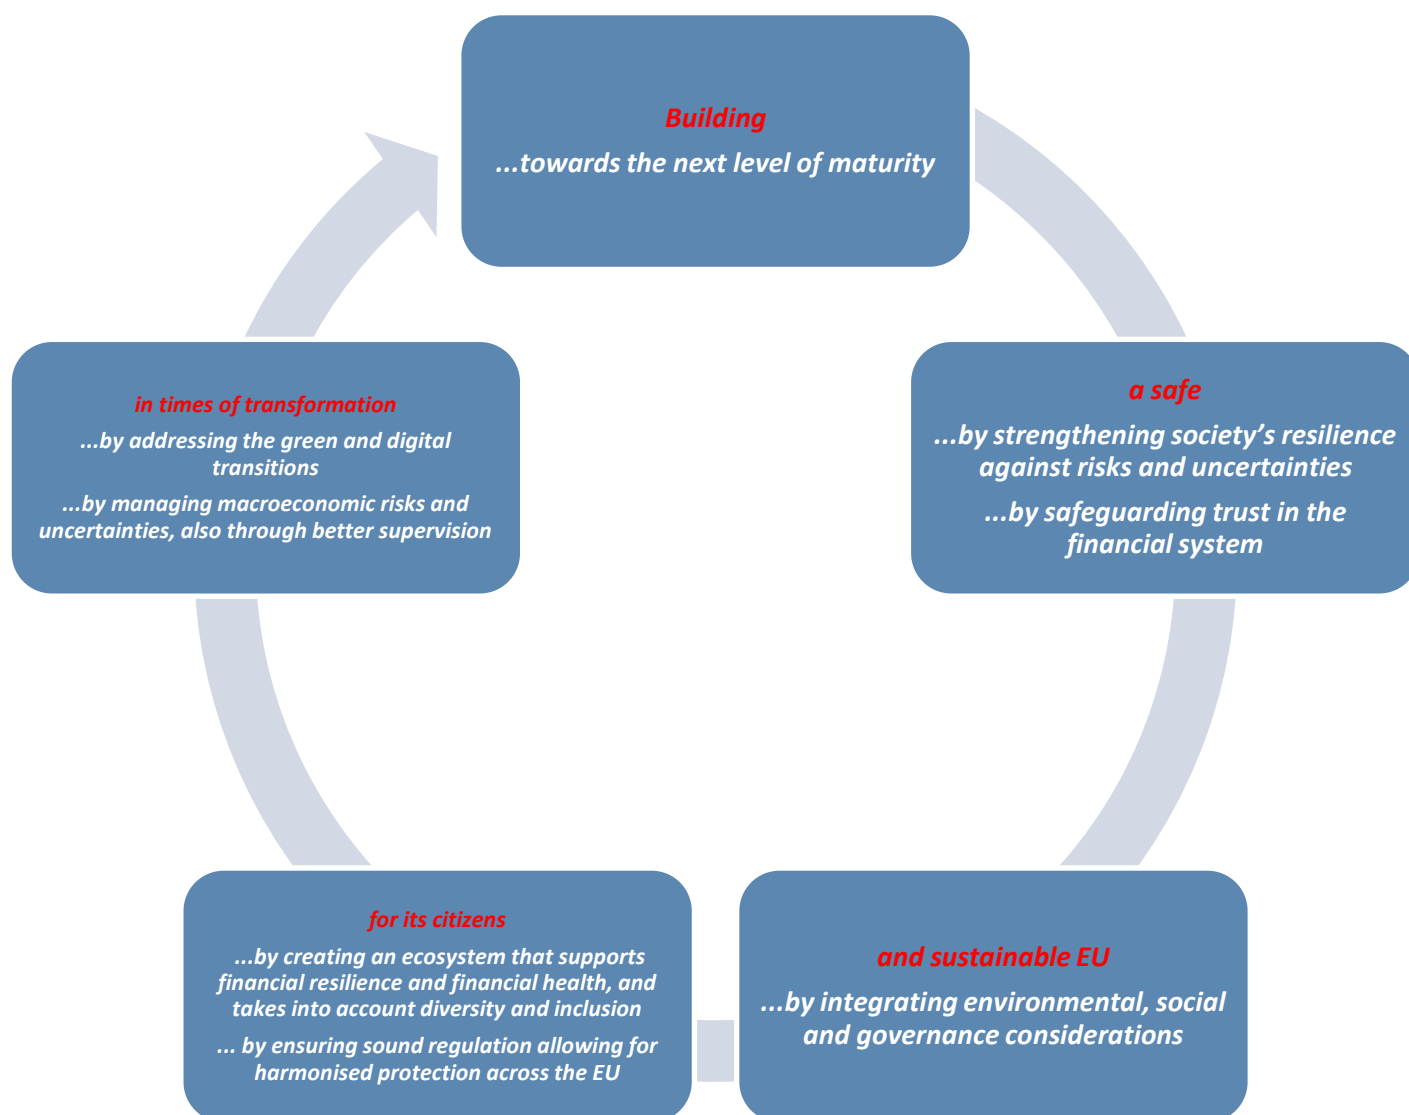 Building
...towards the next level of maturity
a safe
...by strengthening society’s resilience
against risks and uncertainties
...by safeguarding trust in the
financial system
and sustainable EU
...by integrating environmental, social
and governance considerations
for its citizens
...by creating an ecosystem that supports
financial resilience and financial health, and
takes into account diversity and inclusion
... by ensuring sound regulation allowing for
harmonised protection across the EU
in times of transformation
...by addressing the green and digital
transitions
...by managing macroeconomic risks and
uncertainties, also through better supervision